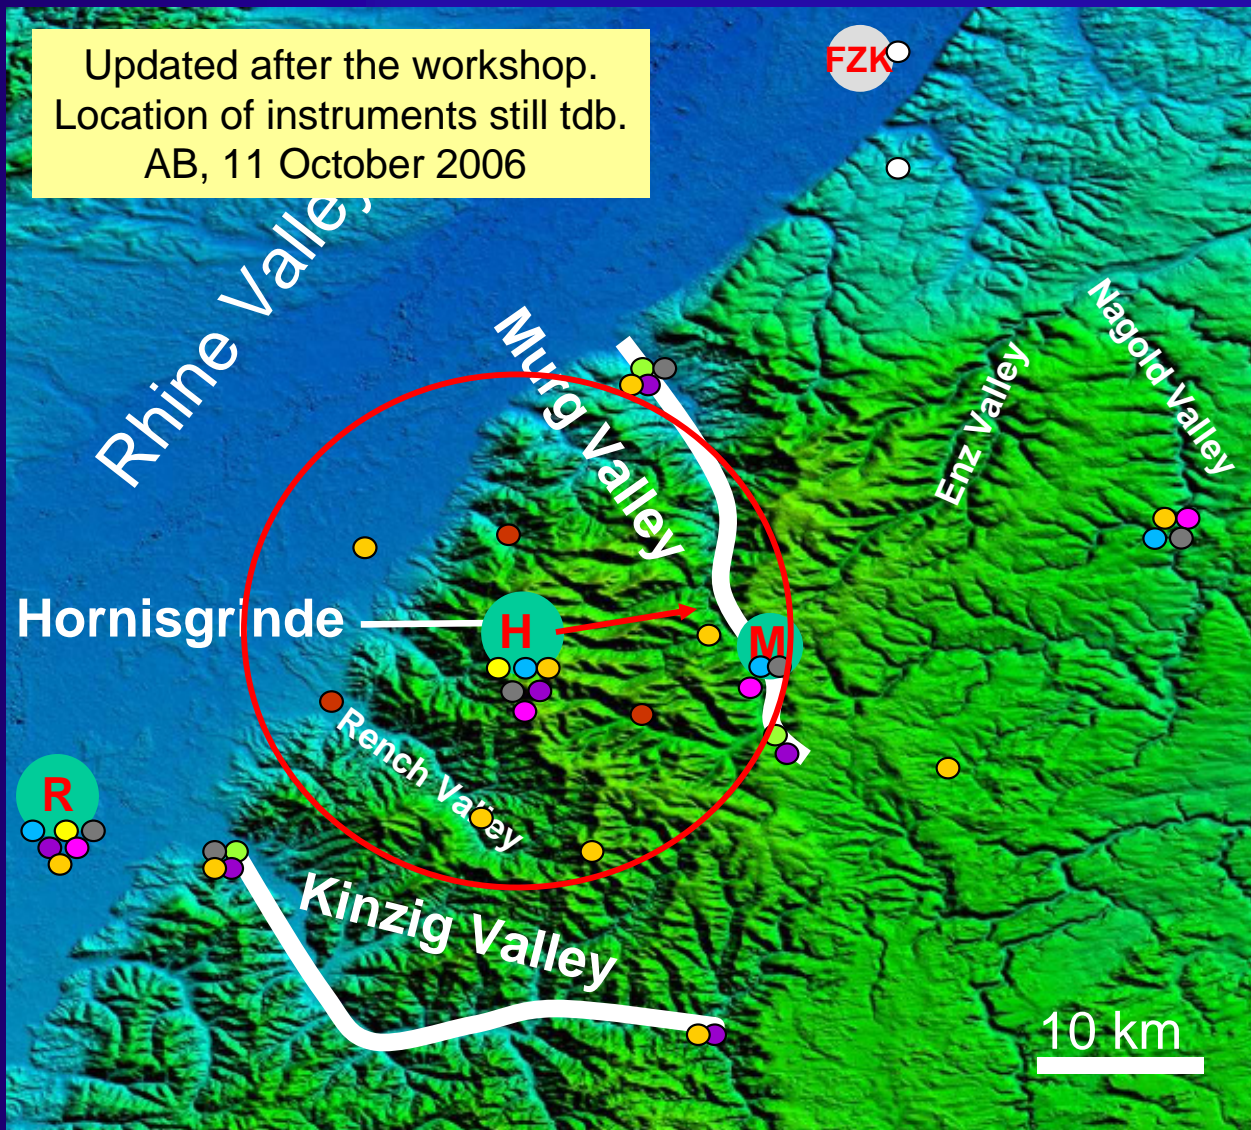 Updated after the workshop.
Location of instruments still tdb.
AB, 11 October 2006
FZK
Rhine Valley
Murg Valley
Nagold Valley
Enz Valley
Hornisgrinde
H
M
Rench Valley
R
Kinzig Valley
10 km